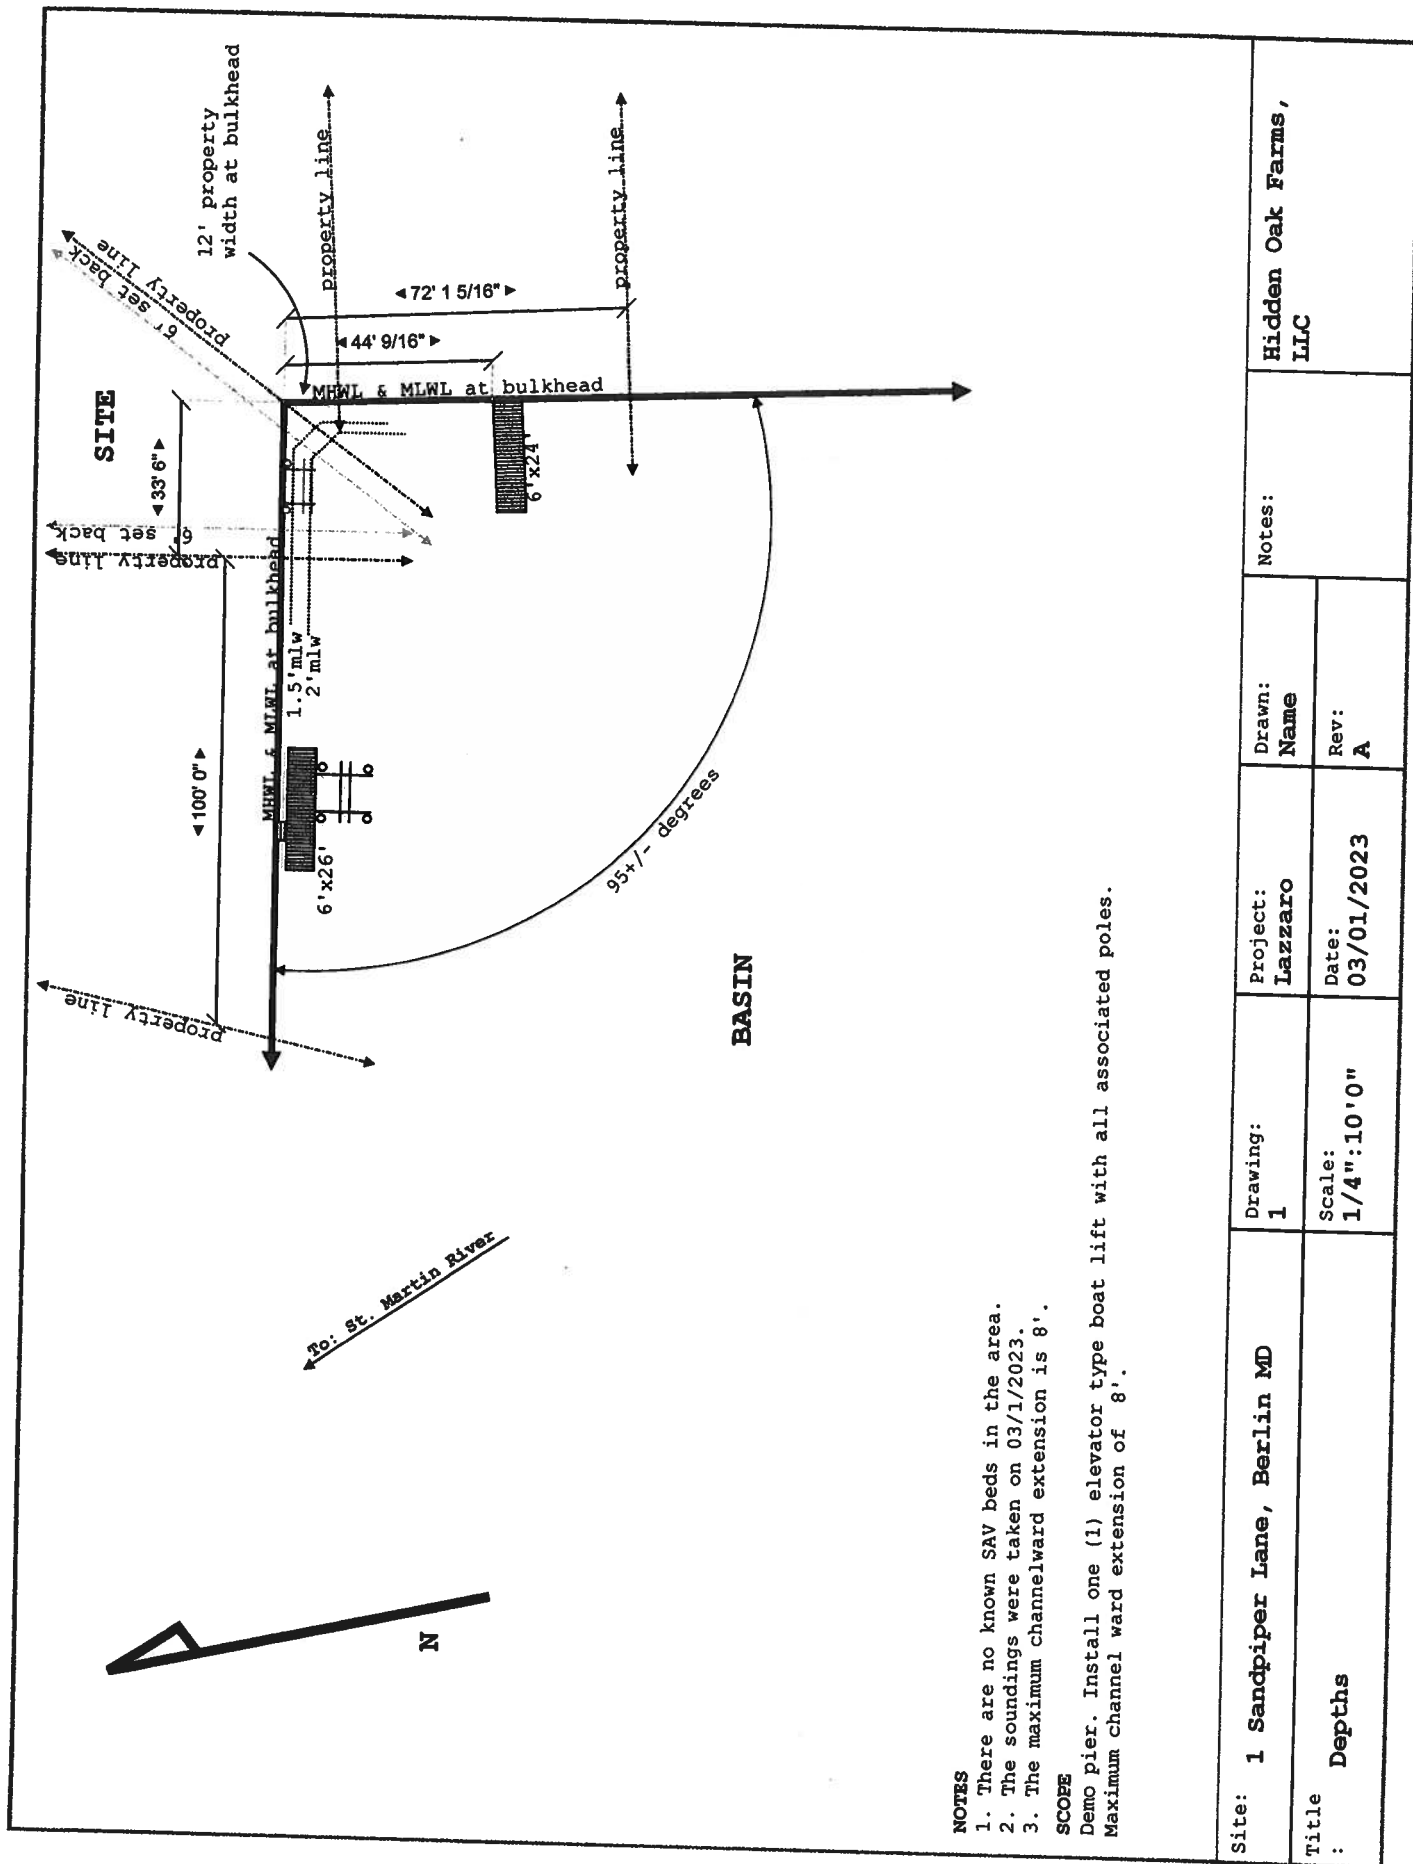 12' property
width at bulkhead
property line
6' set back
SITE
◄33' 6"►
6' set back
property line
◄100' 0"►
property line
property line
property line
◄72' 1 5/16"►
◄44' 9/16"►
MHWL & MLWL at bulkhead
MHWL & MLWL at bulkhead
1.5'mlw
2'mlw
6'x24'
6'x26'
95+/- degrees
BASIN
To: St. Martin River
N
NOTES
1. There are no known SAV beds in the area.
2. The soundings were taken on 03/1/2023.
3. The maximum channelward extension is 8'.
SCOPE
Demo pier. Install one (1) elevator type boat lift with all associated poles.
Maximum channel ward extension of 8'.
Site: 1 Sandpiper Lane, Berlin MD
Title
: Depths
Drawing:
1
Scale:
1/4":10'0"
Project:
Lazzaro
Date:
03/01/2023
Drawn:
Name
Rev:
A
Notes:
Hidden Oak Farms,
LLC